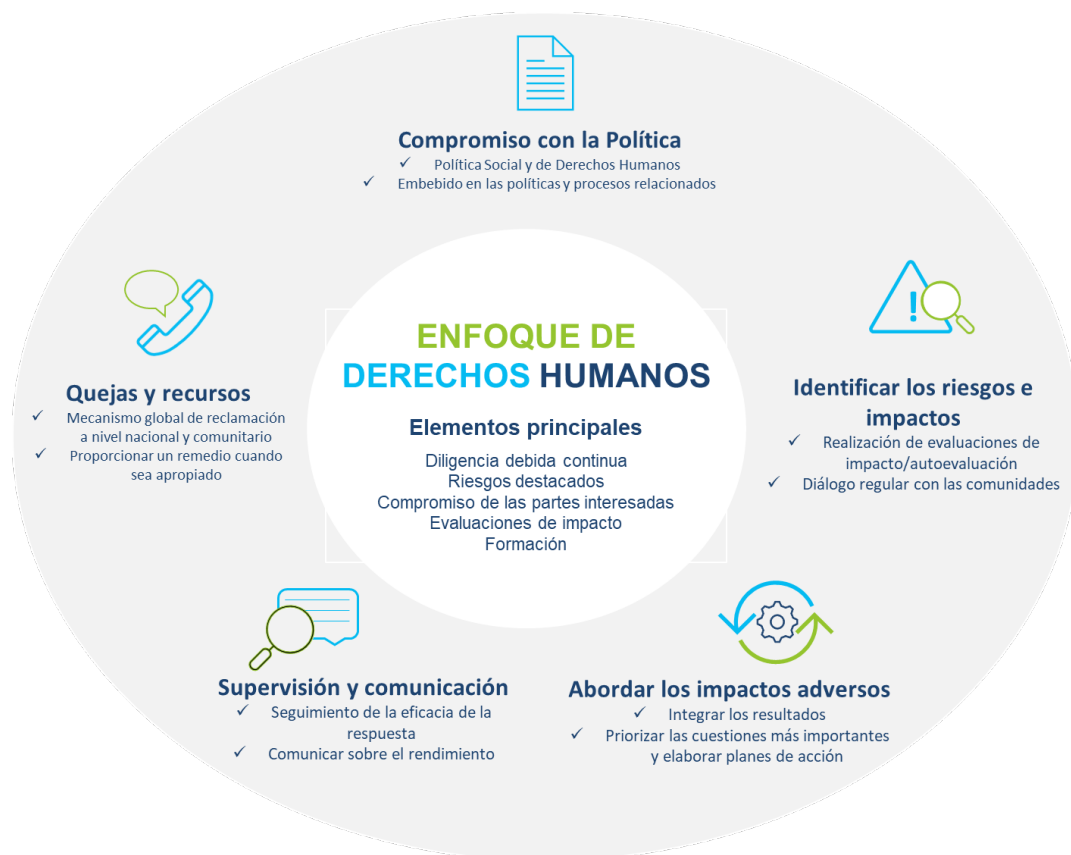 Compromiso con la Política
✓ Política Social y de Derechos Humanos
✓ Embebido en las políticas y procesos relacionados
Quejas y recursos
✓ Mecanismo global de reclamación
a nivel nacional y comunitario
✓ Proporcionar un remedio cuando
sea apropiado
ENFOQUE DE
DERECHOS HUMANOS
Elementos principales
Diligencia debida continua
Riesgos destacados
Compromiso de las partes interesadas
Evaluaciones de impacto
Formación
!
Identificar los riesgos e
impactos
✓ Realización de evaluaciones de
impacto/autoevaluación
✓ Diálogo regular con las comunidades
Supervisión y comunicación
✓ Seguimiento de la eficacia de la
respuesta
✓ Comunicar sobre el rendimiento
Abordar los impactos adversos
✓ Integrar los resultados
✓ Priorizar las cuestiones más importantes
y elaborar planes de acción